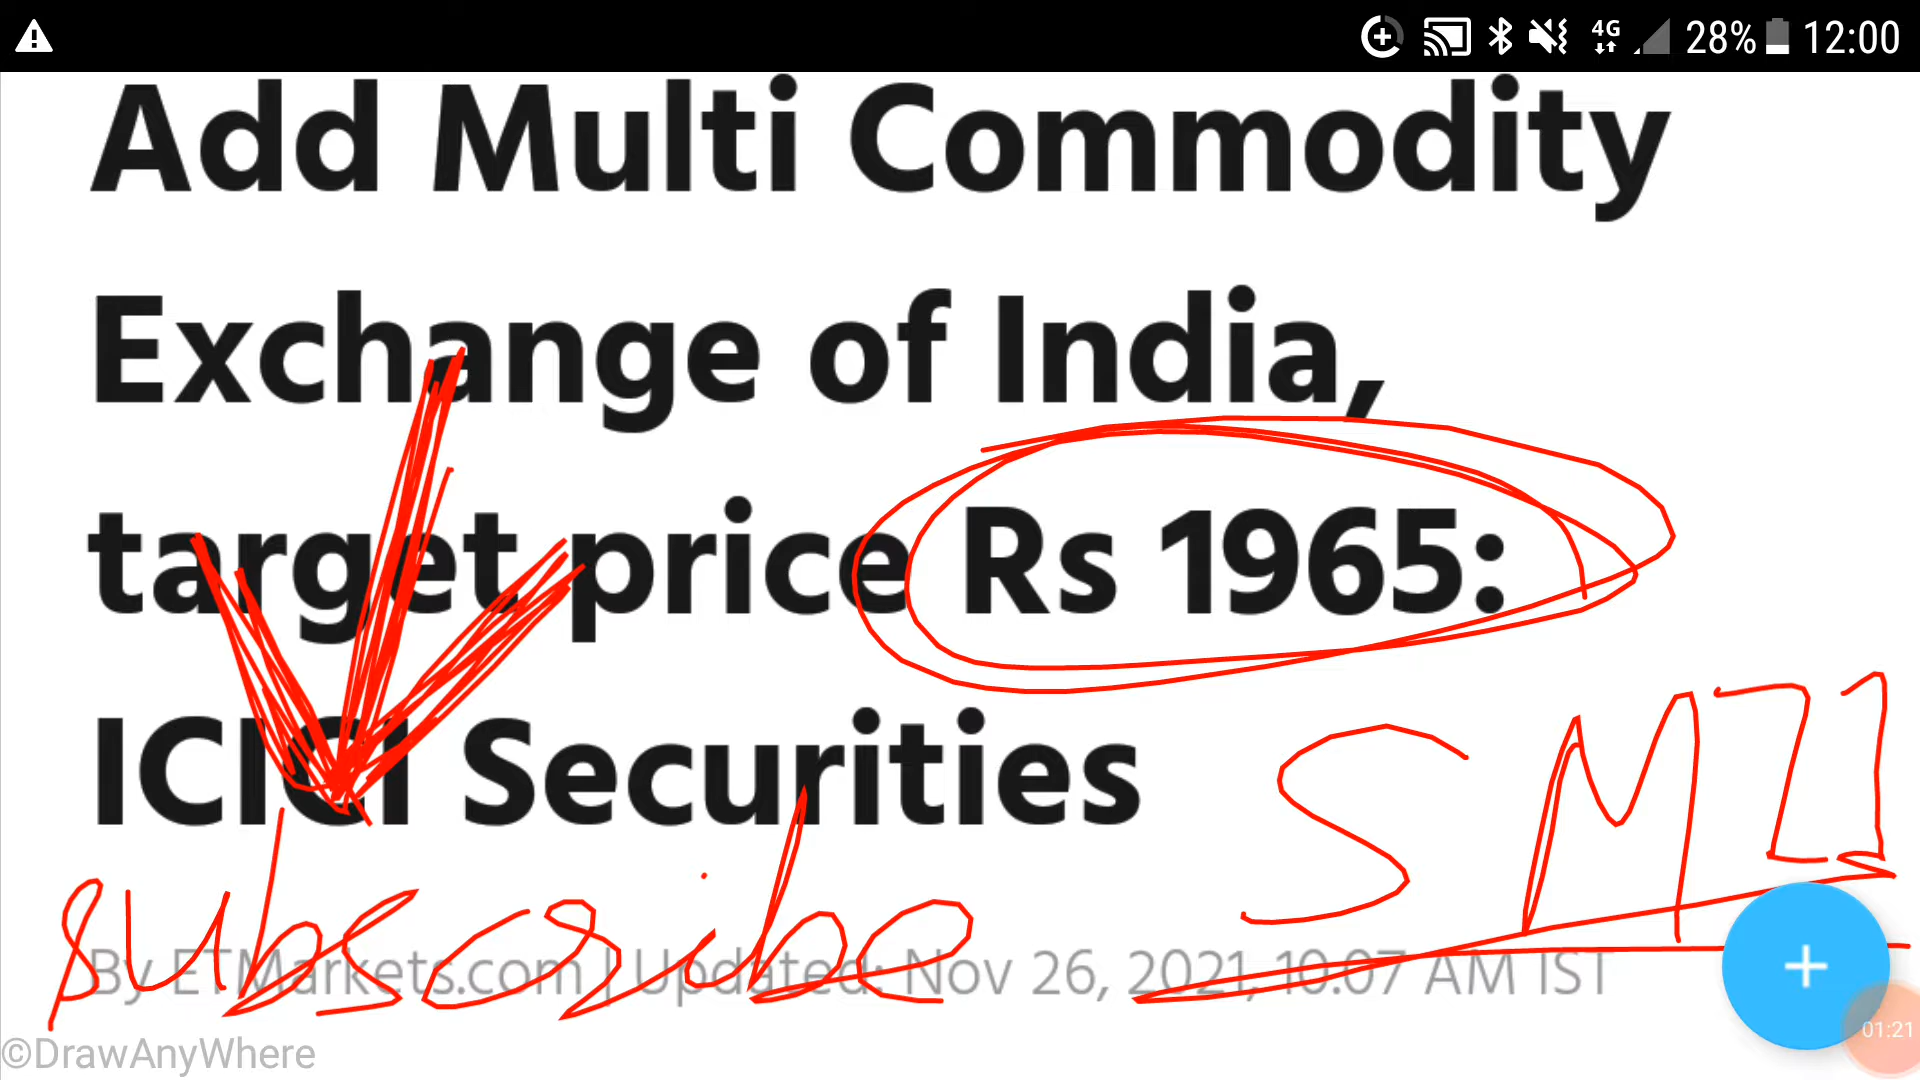 4G 28% 12:00
Add Multi Commodity
Exchange of India,
target price Rs 1965:
ICICI Securities
subscribe
By ETMarkets.com | Updated: Nov 26, 2021, 10.07 AM IST
01:21
©DrawAnyWhere